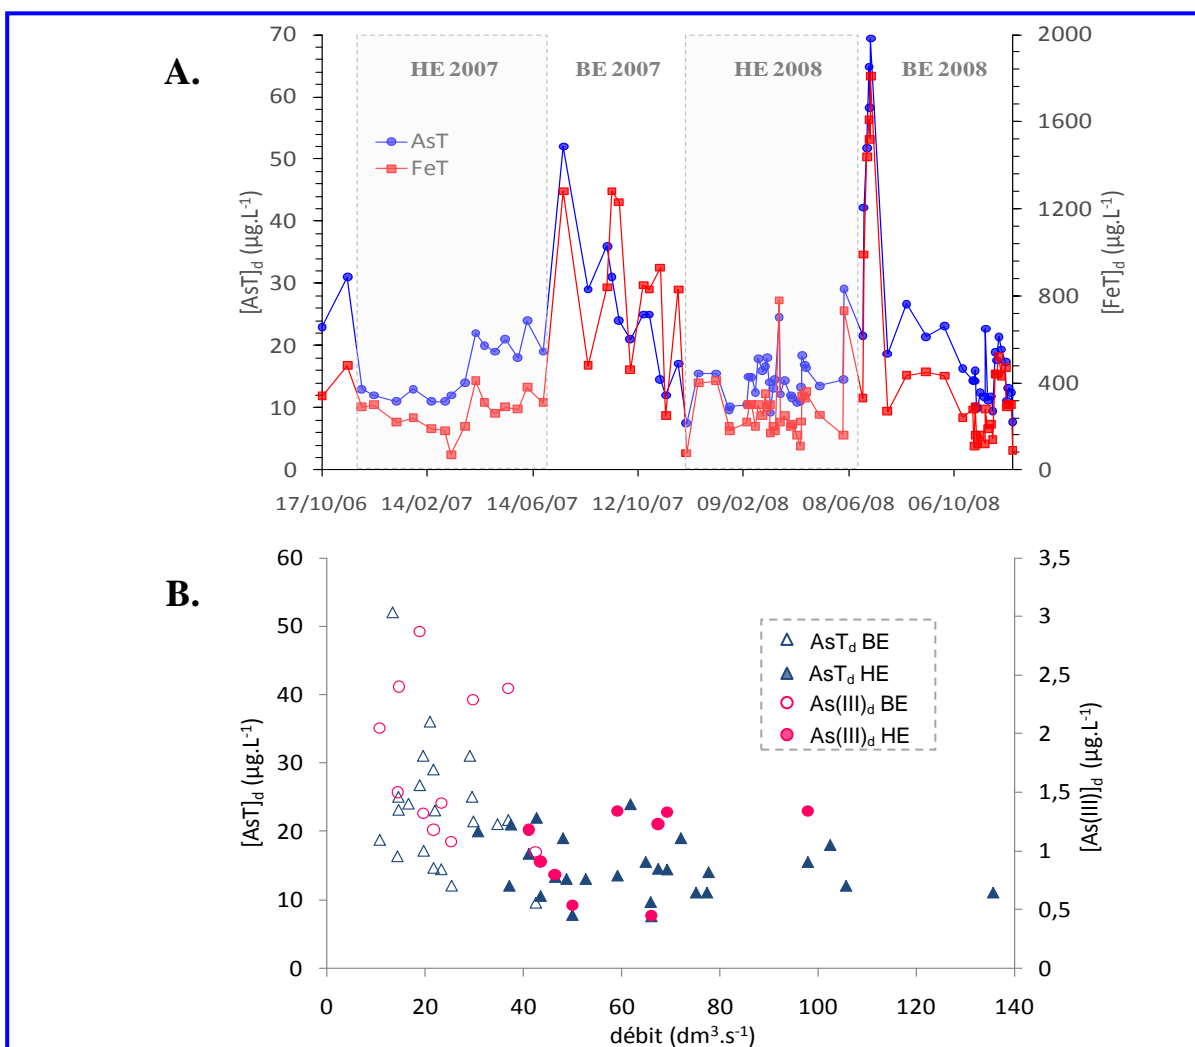 A.
HE 2007 BE 2007 HE 2008 BE 2008
AsT
FeT
[AsT]d (µg.L-1)
70
60
50
40
30
20
10
0
[FeT]d (µg.L-1)
2000
1600
1200
800
400
0
17/10/06 14/02/07 14/06/07 12/10/07 09/02/08 08/06/08 06/10/08
B.
AsTd BE
AsTd HE
As(III)d BE
As(III)d HE
[AsT]d (µg.L-1)
60
50
40
30
20
10
0
[As(III)]d (µg.L-1)
3,5
3
2,5
2
1,5
1
0,5
0
0 20 40 60 80 100 120 140
débit (dm3.s-1)